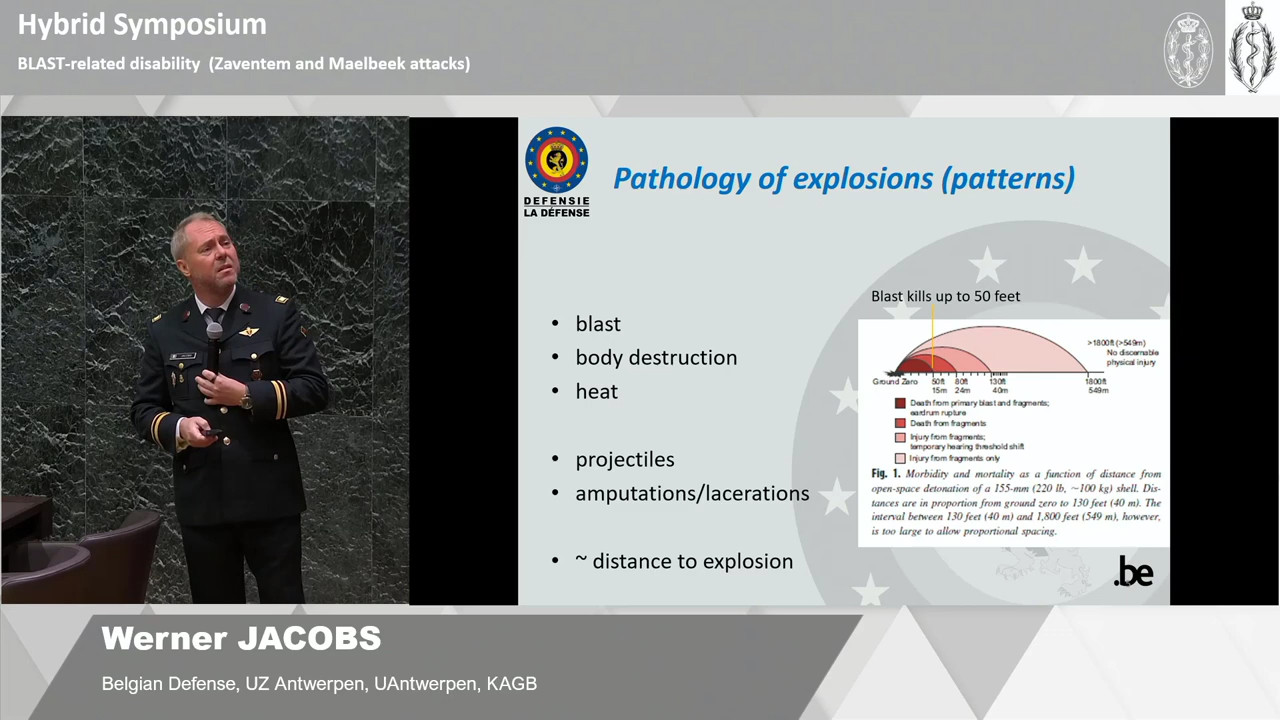 Hybrid Symposium
BLAST-related disability (Zaventem and Maelbeek attacks)
DEFENSIE
LA DÉFENSE
Pathology of explosions (patterns)
• blast
• body destruction
• heat
• projectiles
• amputations/lacerations
• ~ distance to explosion
Blast kills up to 50 feet
>1800ft (>549m)
No discernable
physical injury
Ground Zero 50ft 80ft 130ft 1800ft
15m 24m 40m 549m
Death from primary blast and fragments;
eardrum rupture
Death from fragments
Injury from fragments;
temporary hearing threshold shift
Injury from fragments only
Fig. 1. Morbidity and mortality as a function of distance from
open-space detonation of a 155-mm (220 lb, ~100 kg) shell. Dis-
tances are in proportion from ground zero to 130 feet (40 m). The
interval between 130 feet (40 m) and 1,800 feet (549 m), however,
is too large to allow proportional spacing.
.be
Werner JACOBS
Belgian Defense, UZ Antwerpen, UAntwerpen, KAGB